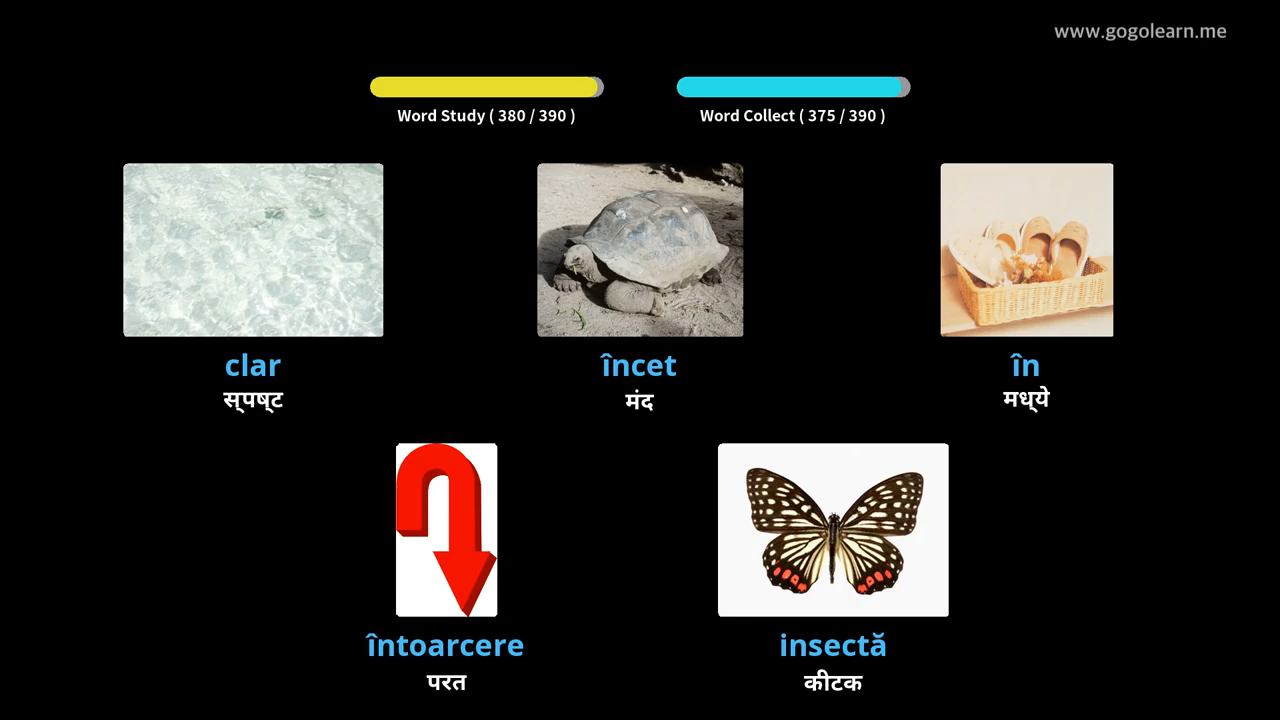 www.gogolearn.me
Word Study ( 380 / 390 )
Word Collect ( 375 / 390 )
clar
स्पष्ट
încet
मंद
în
मध्ये
întoarcere
परत
insectă
कीटक